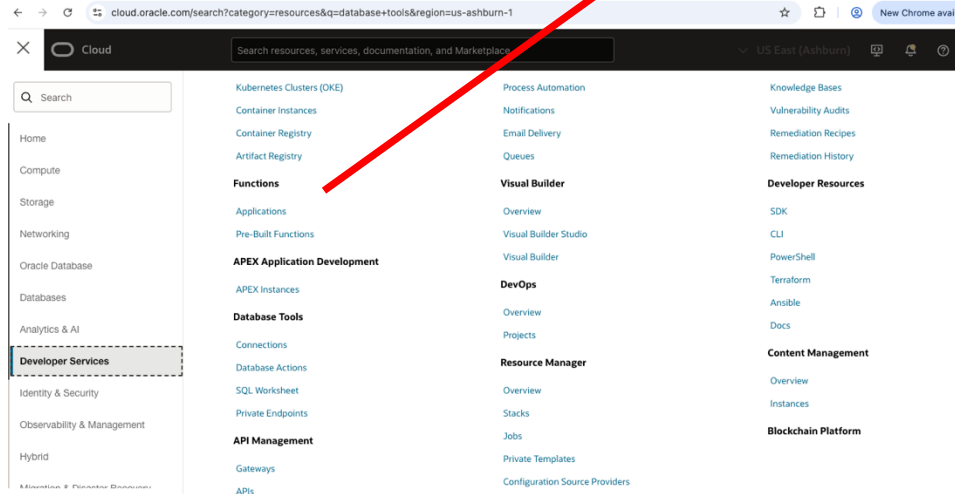 cloud.oracle.com/search?category=resources&q=database+tools&region=us-ashburn-1
New Chrome avai
Cloud
Search resources, services, documentation, and Marketplace
US East (Ashburn)
Search
Home
Compute
Storage
Networking
Oracle Database
Databases
Analytics & AI
Developer Services
Identity & Security
Observability & Management
Hybrid
Migration & Disaster Recovery
Kubernetes Clusters (OKE)
Container Instances
Container Registry
Artifact Registry
Functions
Applications
Pre-Built Functions
APEX Application Development
APEX Instances
Database Tools
Connections
Database Actions
SQL Worksheet
Private Endpoints
API Management
Gateways
APIs
Process Automation
Notifications
Email Delivery
Queues
Visual Builder
Overview
Visual Builder Studio
Visual Builder
DevOps
Overview
Projects
Resource Manager
Overview
Stacks
Jobs
Private Templates
Configuration Source Providers
Knowledge Bases
Vulnerability Audits
Remediation Recipes
Remediation History
Developer Resources
SDK
CLI
PowerShell
Terraform
Ansible
Docs
Content Management
Overview
Instances
Blockchain Platform